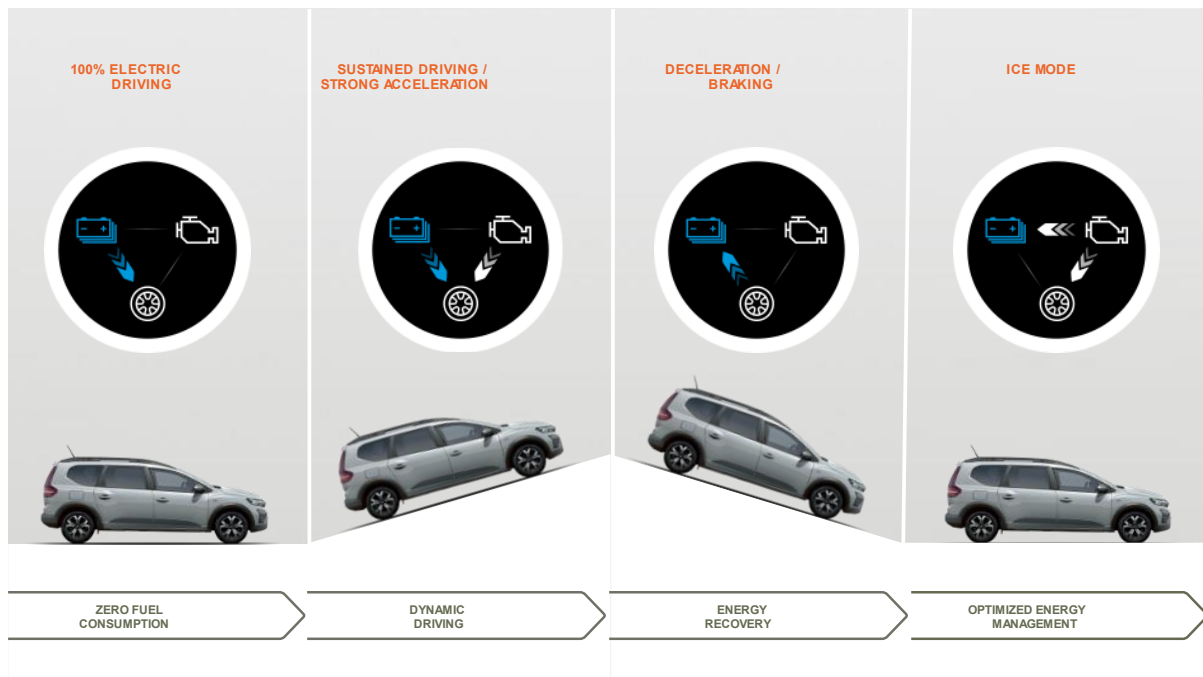 100% ELECTRIC
DRIVING
SUSTAINED DRIVING /
STRONG ACCELERATION
DECELERATION /
BRAKING
ICE MODE
ZERO FUEL
CONSUMPTION
DYNAMIC
DRIVING
ENERGY
RECOVERY
OPTIMIZED ENERGY
MANAGEMENT